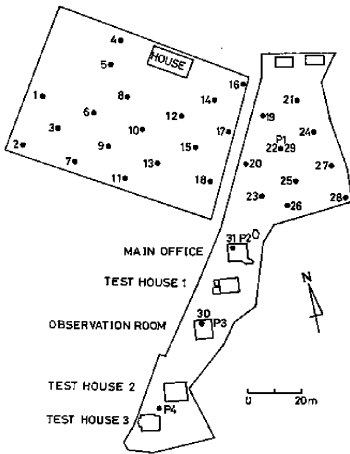 4
HOUSE
5
16
1
8
14
21
6
12
19
3
10
17
P1
24
2
9
15
22 29
7
13
20
27
11
18
25
23
26
28
31 P2
MAIN OFFICE
TEST HOUSE 1
N
30
OBSERVATION ROOM
P3
TEST HOUSE 2
0 20m
P4
TEST HOUSE 3